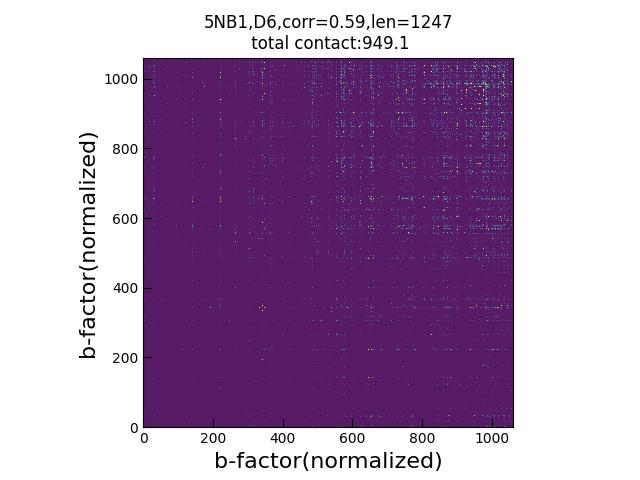 5NB1,D6,corr=0.59,len=1247
total contact:949.1
b-factor(normalized)
1000
800
600
400
200
0
0 200 400 600 800 1000
b-factor(normalized)